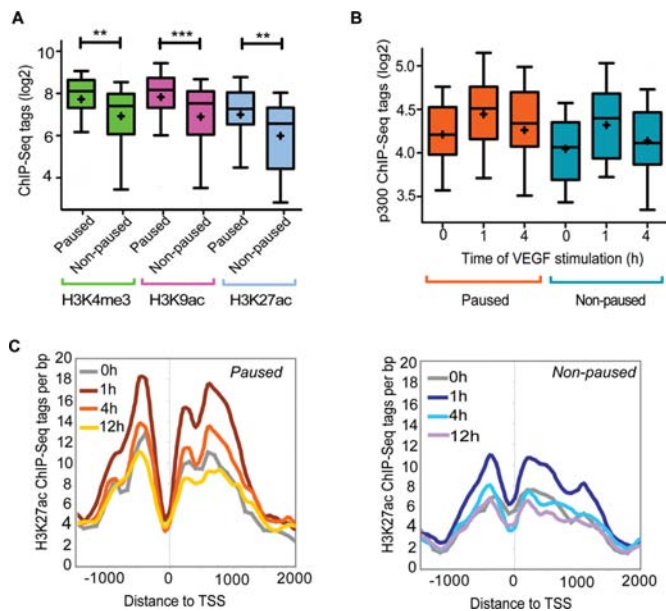 A
** *** **
ChIP-Seq tags (log2)
10
8
6
4
Paused Non-paused Paused Non-paused Paused Non-paused
H3K4me3 H3K9ac H3K27ac
B
p300 ChIP-Seq tags (log2)
5.0
4.5
4.0
3.5
0 1 4 0 1 4
Time of VEGF stimulation (h)
Paused Non-paused
C
H3K27ac ChIP-Seq tags per bp
20
18
16
14
12
10
8
6
4
2
0
Paused
0h
1h
4h
12h
-1000 0 1000 2000
Distance to TSS
H3K27ac ChIP-Seq tags per bp
20
18
16
14
12
10
8
6
4
2
0
Non-paused
0h
1h
4h
12h
-1000 0 1000 2000
Distance to TSS